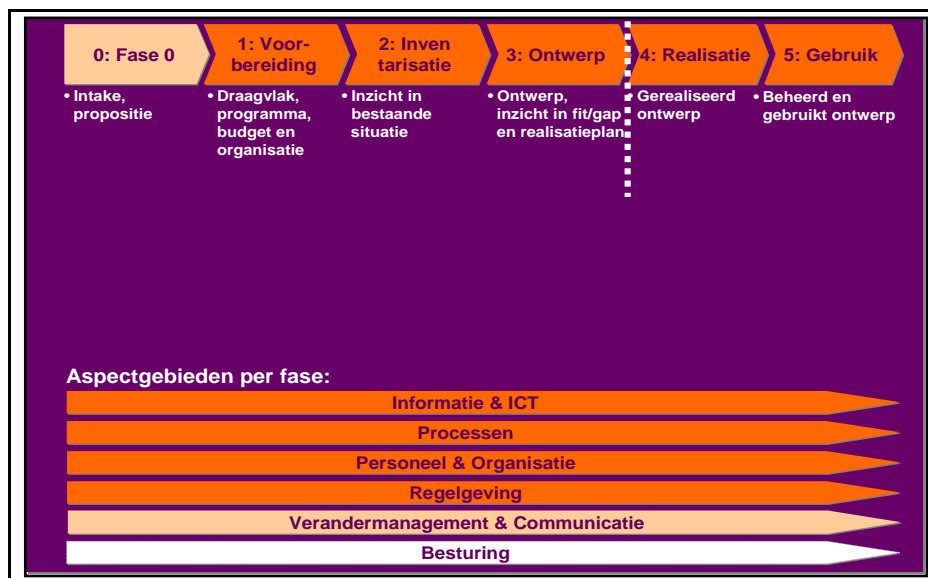 0: Fase 0
1: Voor-
bereiding
2: Inven
tarisatie
3: Ontwerp
4: Realisatie
5: Gebruik
• Intake,
propositie
• Draagvlak,
programma,
budget en
organisatie
• Inzicht in
bestaande
situatie
• Ontwerp,
inzicht in fit/gap
en realisatieplan
• Gerealiseerd
ontwerp
• Beheerd en
gebruikt ontwerp
Aspectgebieden per fase:
Informatie & ICT
Processen
Personeel & Organisatie
Regelgeving
Verandermanagement & Communicatie
Besturing